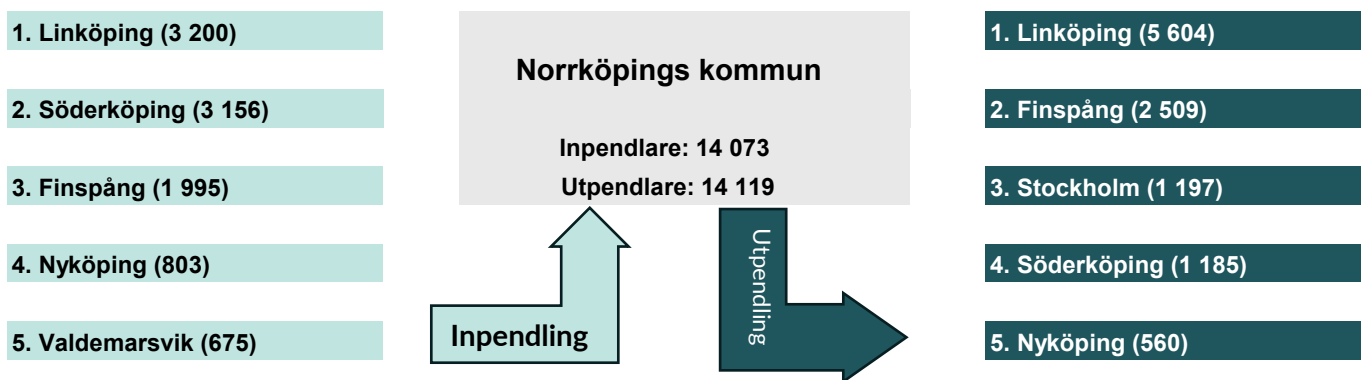 1. Linköping (3 200)
2. Söderköping (3 156)
3. Finspång (1 995)
4. Nyköping (803)
5. Valdemarsvik (675)
Norrköpings kommun
Inpendlare: 14 073
Utpendlare: 14 119
Inpendling
Utpendling
1. Linköping (5 604)
2. Finspång (2 509)
3. Stockholm (1 197)
4. Söderköping (1 185)
5. Nyköping (560)